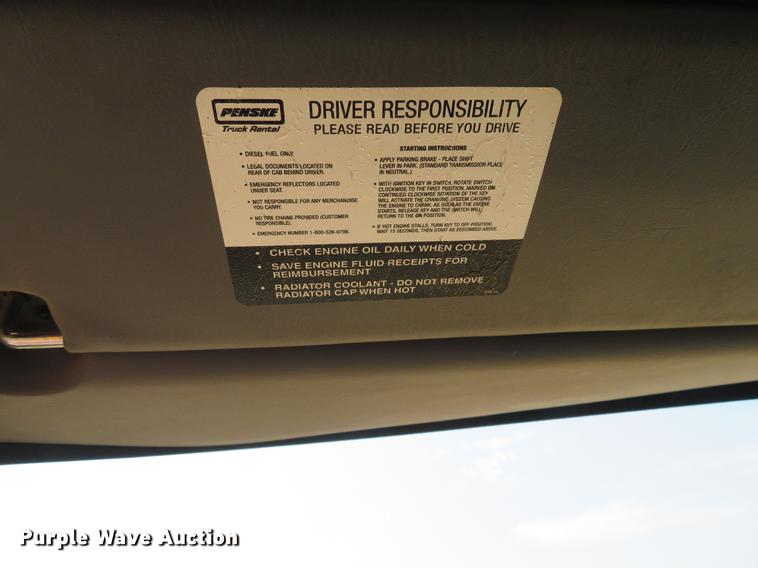 PENSKE
Truck Rental
DRIVER RESPONSIBILITY
PLEASE READ BEFORE YOU DRIVE
• DIESEL FUEL ONLY.
• LEGAL DOCUMENTS LOCATED ON
REAR OF CAB BEHIND DRIVER.
• EMERGENCY REFLECTORS LOCATED
UNDER SEAT.
• NOT RESPONSIBLE FOR ANY MERCHANDISE
YOU CARRY.
• NO TIRE CHAINS PROVIDED (CUSTOMER
RESPONSIBLE).
• EMERGENCY NUMBER 1-800-526-0798.
STARTING INSTRUCTIONS
• APPLY PARKING BRAKE - PLACE SHIFT
LEVER IN PARK. (STANDARD TRANSMISSION PLACE
IN NEUTRAL.)
• WITH IGNITION KEY IN SWITCH, ROTATE SWITCH
CLOCKWISE TO THE FIRST POSITION, MARKED ON
CONTINUED CLOCKWISE ROTATION OF THE KEY
WILL ACTIVATE THE CRANKING SYSTEM CAUSING
THE ENGINE TO CRANK. AS SOON AS THE ENGINE
STARTS, RELEASE KEY AND THE SWITCH WILL
RETURN TO THE ON POSITION.
• IF HOT ENGINE STALLS, TURN KEY TO OFF POSITION,
WAIT 15 SECONDS, THEN START AS DESCRIBED ABOVE.
• CHECK ENGINE OIL DAILY WHEN COLD
• SAVE ENGINE FLUID RECEIPTS FOR
REIMBURSEMENT
• RADIATOR COOLANT - DO NOT REMOVE
RADIATOR CAP WHEN HOT
Purple Wave Auction